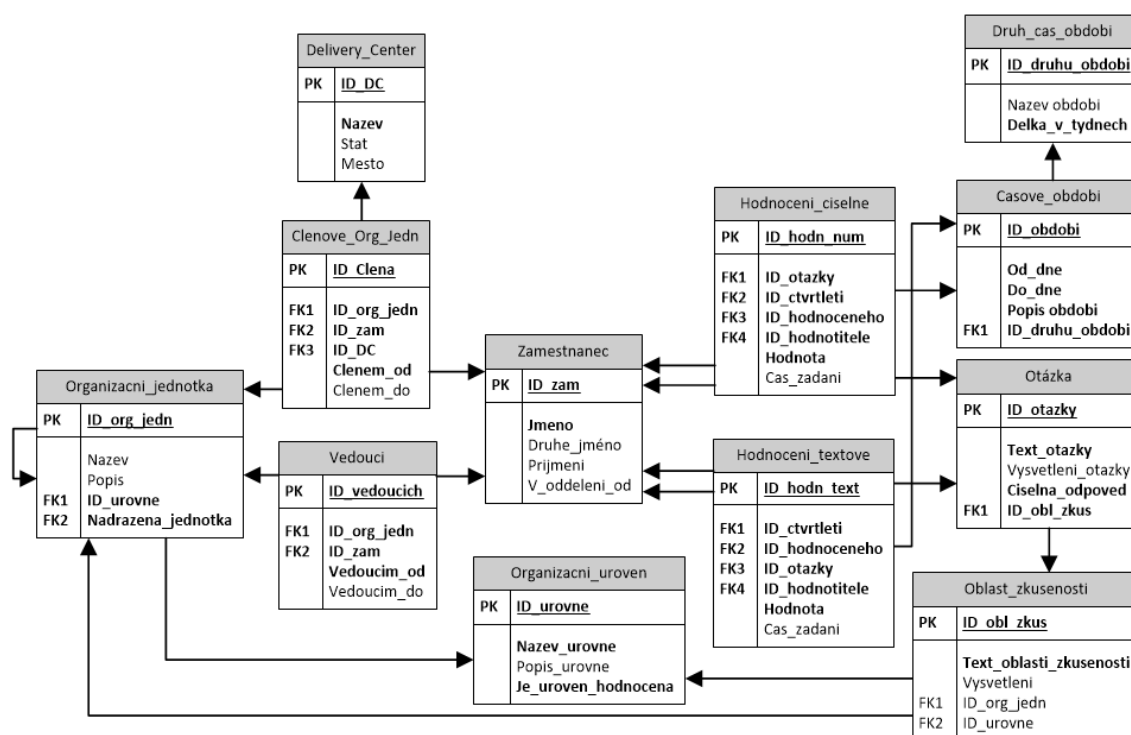 Delivery_Center
PK ID_DC
Nazev
Stat
Mesto
Druh_cas_obdobi
PK ID_druhu_obdobi
Nazev obdobi
Delka_v_tydnech
Clenove_Org_Jedn
PK ID_Clena
FK1 ID_org_jedn
FK2 ID_zam
FK3 ID_DC
Clenem_od
Clenem_do
Hodnoceni_ciselne
PK ID_hodn_num
FK1 ID_otazky
FK2 ID_ctvrtleti
FK3 ID_hodnoceneho
FK4 ID_hodnotitele
Hodnota
Cas_zadani
Casove_obdobi
PK ID_obdobi
Od_dne
Do_dne
Popis obdobi
FK1 ID_druhu_obdobi
Organizacni_jednotka
PK ID_org_jedn
Nazev
Popis
FK1 ID_urovne
FK2 Nadrazena_jednotka
Zamestnanec
PK ID_zam
Jmeno
Druhe_jméno
Prijmeni
V_oddeleni_od
Otázka
PK ID_otazky
Text_otazky
Vysvetleni_otazky
Ciselna_odpoved
FK1 ID_obl_zkus
Vedouci
PK ID_vedoucich
FK1 ID_org_jedn
FK2 ID_zam
Vedoucim_od
Vedoucim_do
Hodnoceni_textove
PK ID_hodn_text
FK1 ID_ctvrtleti
FK2 ID_hodnoceneho
FK3 ID_otazky
FK4 ID_hodnotitele
Hodnota
Cas_zadani
Organizacni_uroven
PK ID_urovne
Nazev_urovne
Popis_urovne
Je_uroven_hodnocena
Oblast_zkusenosti
PK ID_obl_zkus
Text_oblasti_zkusenosti
Vysvetleni
FK1 ID_org_jedn
FK2 ID_urovne